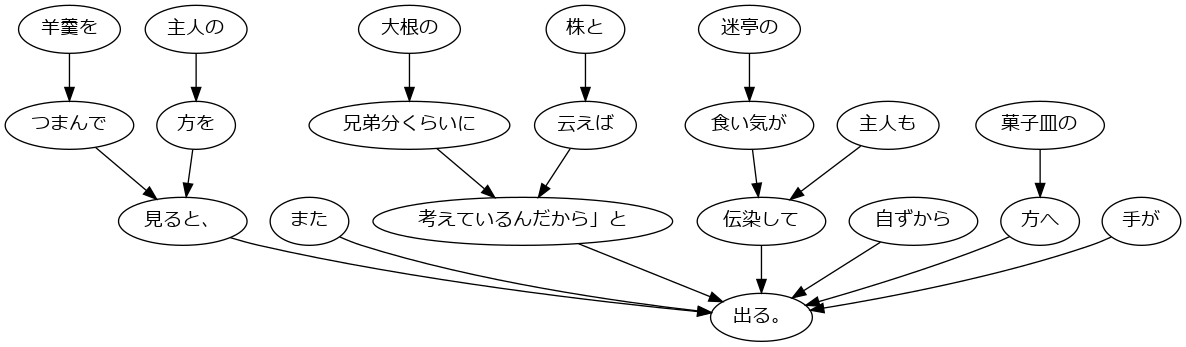 羊羹を 主人の 大根の 株と 迷亭の
つまんで 方を 兄弟分くらいに 云えば 食い気が 主人も 菓子皿の
見ると、 また 考えているんだから」と 伝染して 自ずから 方へ 手が
出る。